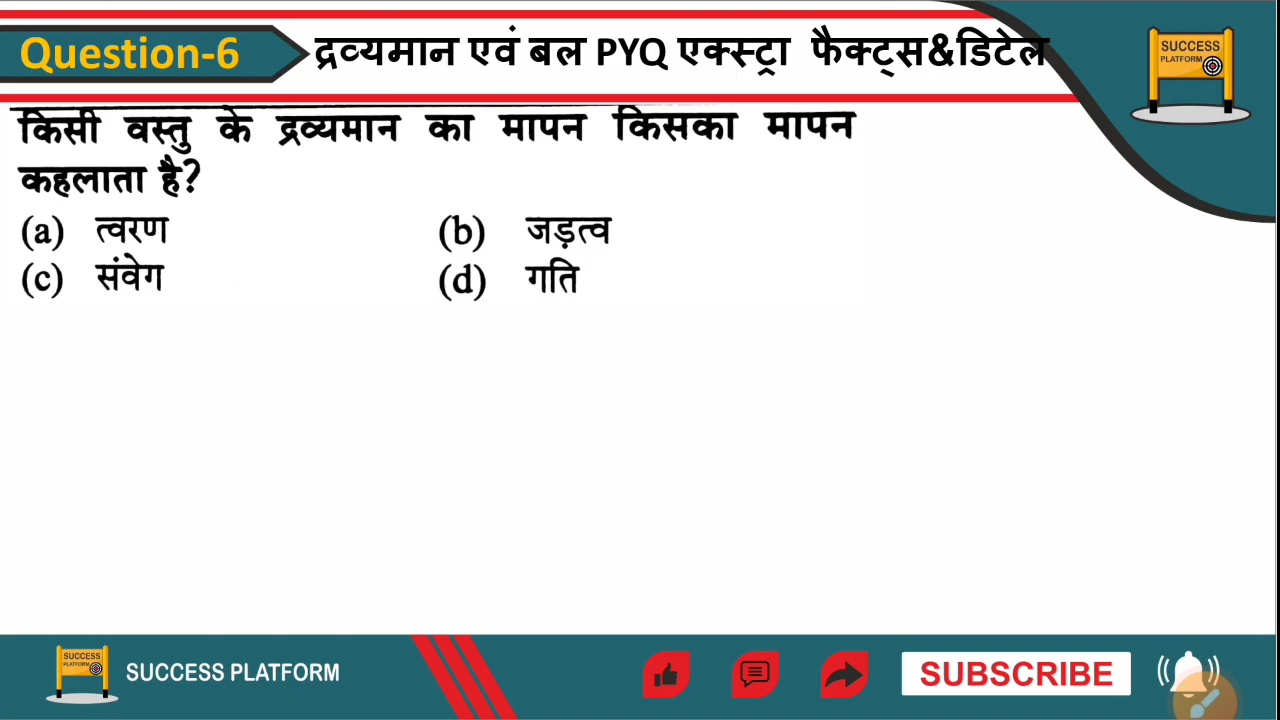 Question-6
द्रव्यमान एवं बल PYQ एक्स्ट्रा फैक्ट्स&डिटेल
SUCCESS
PLATFORM
किसी वस्तु के द्रव्यमान का मापन किसका मापन
कहलाता है?
(a) त्वरण (b) जड़त्व
(c) संवेग (d) गति
SUCCESS
PLATFORM
SUCCESS PLATFORM
SUBSCRIBE